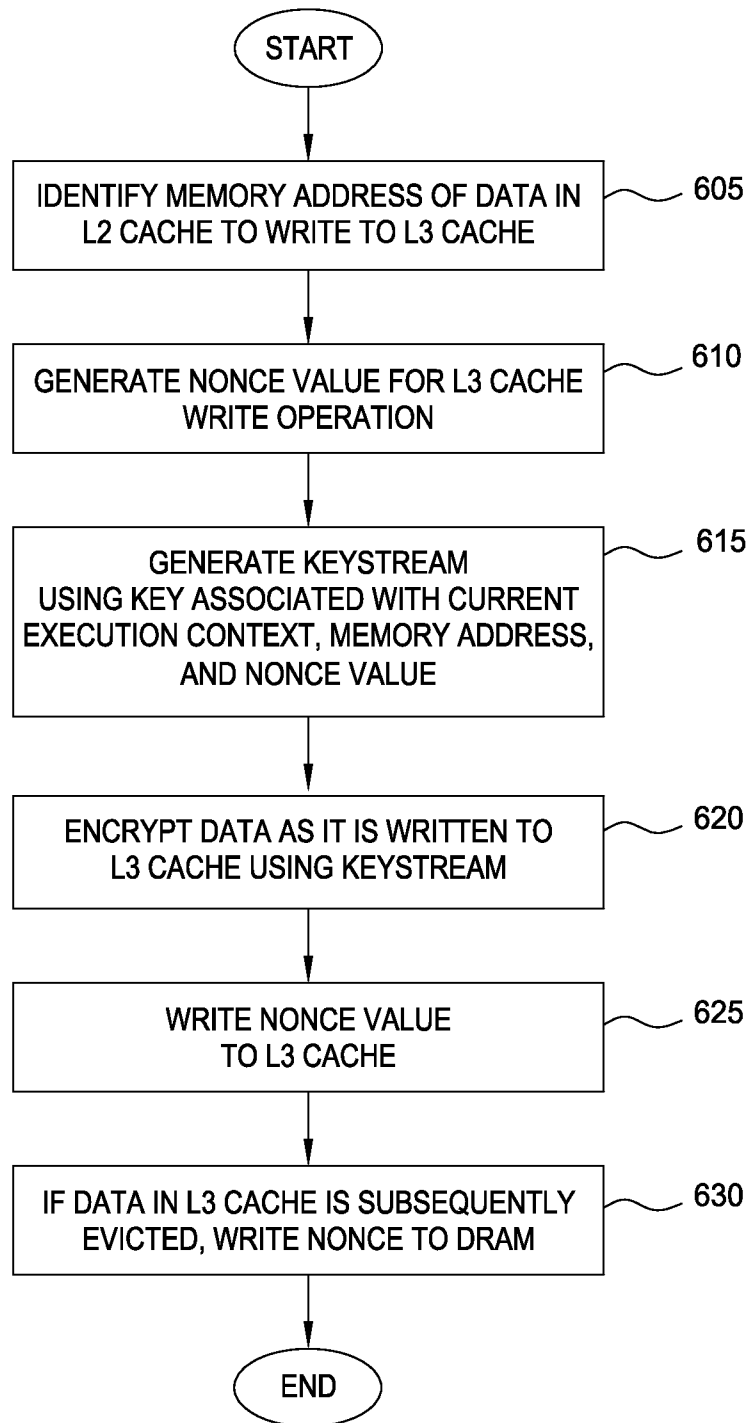 START
IDENTIFY MEMORY ADDRESS OF DATA IN
L2 CACHE TO WRITE TO L3 CACHE
605
GENERATE NONCE VALUE FOR L3 CACHE
WRITE OPERATION
610
GENERATE KEYSTREAM
USING KEY ASSOCIATED WITH CURRENT
EXECUTION CONTEXT, MEMORY ADDRESS,
AND NONCE VALUE
615
ENCRYPT DATA AS IT IS WRITTEN TO
L3 CACHE USING KEYSTREAM
620
WRITE NONCE VALUE
TO L3 CACHE
625
IF DATA IN L3 CACHE IS SUBSEQUENTLY
EVICTED, WRITE NONCE TO DRAM
630
END